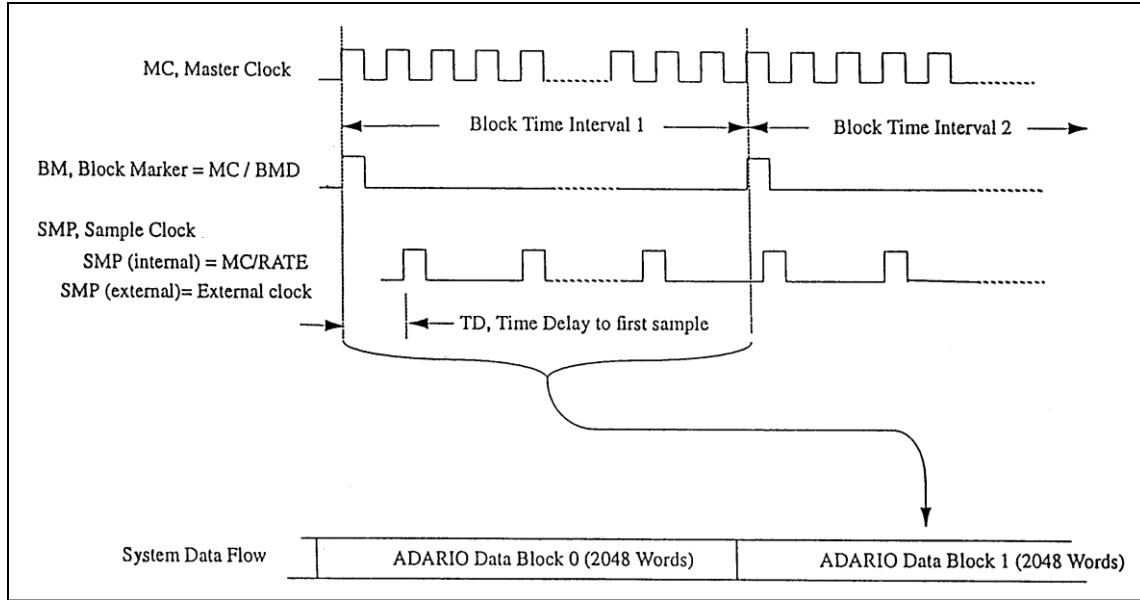 MC, Master Clock
Block Time Interval 1
Block Time Interval 2
BM, Block Marker = MC / BMD
SMP, Sample Clock
SMP (internal) = MC/RATE
SMP (external)= External clock
TD, Time Delay to first sample
System Data Flow
ADARIO Data Block 0 (2048 Words)
ADARIO Data Block 1 (2048 Words)